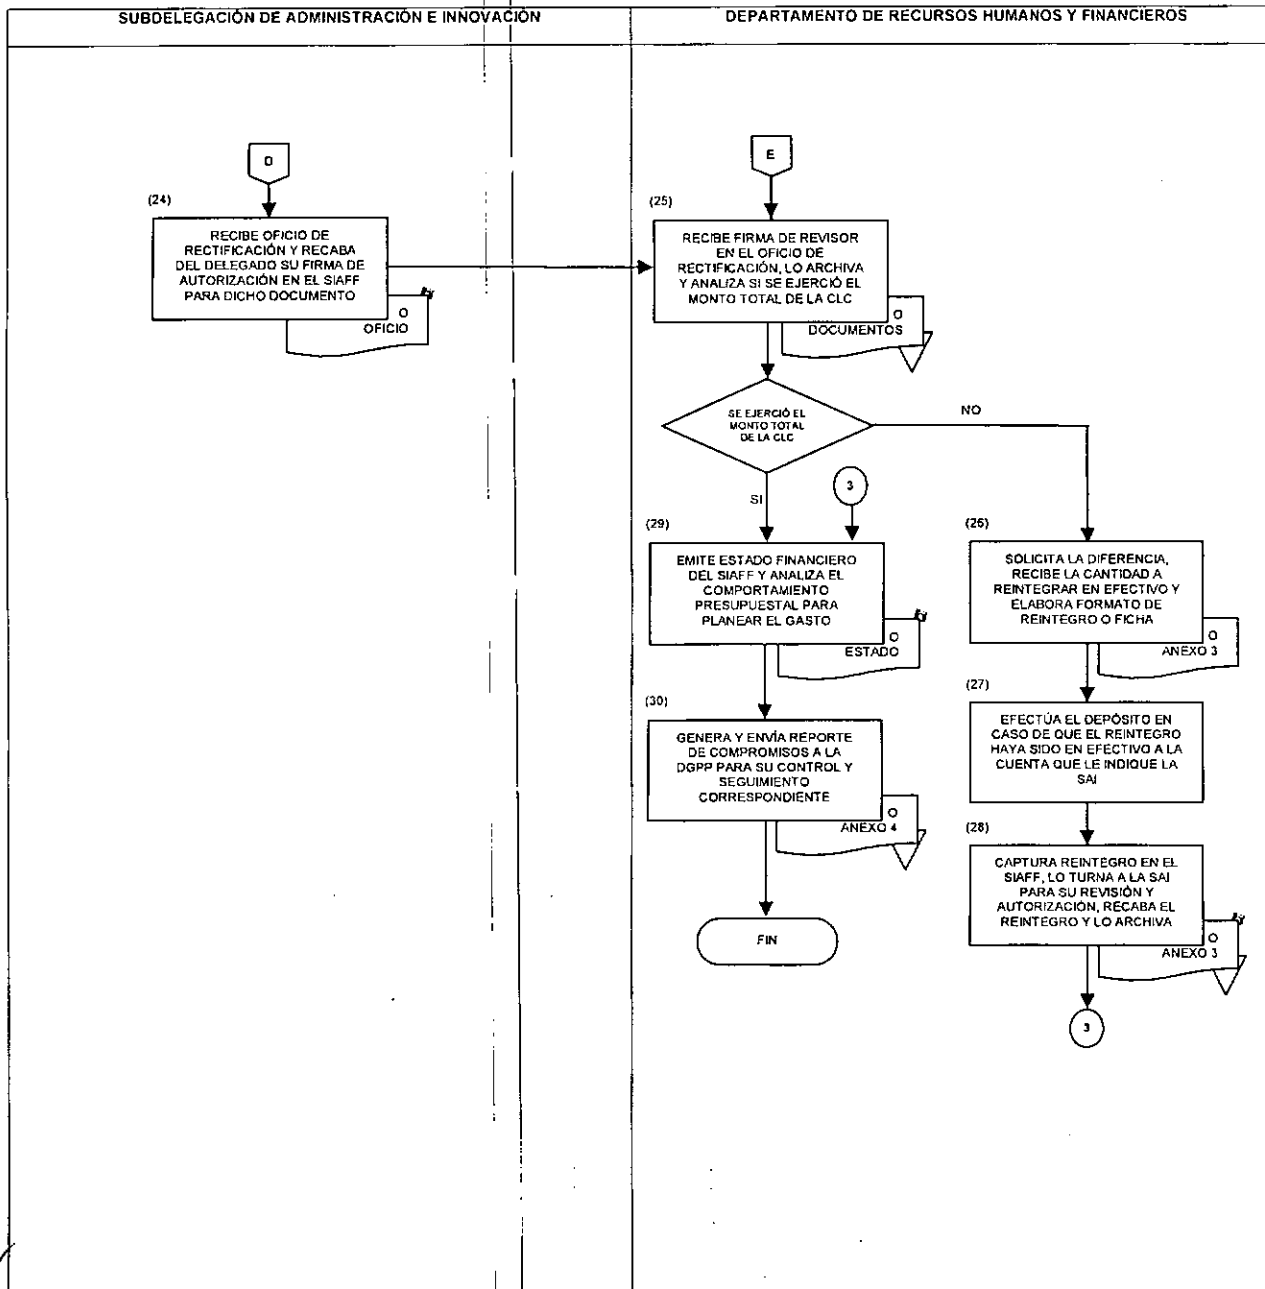 SUBDELEGACIÓN DE ADMINISTRACIÓN E INNOVACIÓN
DEPARTAMENTO DE RECURSOS HUMANOS Y FINANCIEROS
D
(24)
RECIBE OFICIO DE
RECTIFICACIÓN Y RECABA
DEL DELEGADO SU FIRMA DE
AUTORIZACIÓN EN EL SIAFF
PARA DICHO DOCUMENTO
O
OFICIO
E
(25)
RECIBE FIRMA DE REVISOR
EN EL OFICIO DE
RECTIFICACIÓN, LO ARCHIVA
Y ANALIZA SI SE EJERCIÓ EL
MONTO TOTAL DE LA CLC
O
DOCUMENTOS
SE EJERCIÓ EL
MONTO TOTAL
DE LA CLC
NO
SI
3
(29)
EMITE ESTADO FINANCIERO
DEL SIAFF Y ANALIZA EL
COMPORTAMIENTO
PRESUPUESTAL PARA
PLANEAR EL GASTO
O
ESTADO
(30)
GENERA Y ENVÍA REPORTE
DE COMPROMISOS A LA
DGPP PARA SU CONTROL Y
SEGUIMIENTO
CORRESPONDIENTE
O
ANEXO 4
FIN
(26)
SOLICITA LA DIFERENCIA,
RECIBE LA CANTIDAD A
REINTEGRAR EN EFECTIVO Y
ELABORA FORMATO DE
REINTEGRO O FICHA
O
ANEXO 3
(27)
EFECTÚA EL DEPÓSITO EN
CASO DE QUE EL REINTEGRO
HAYA SIDO EN EFECTIVO A LA
CUENTA QUE LE INDIQUE LA
SAI
(28)
CAPTURA REINTEGRO EN EL
SIAFF, LO TURNA A LA SAI
PARA SU REVISIÓN Y
AUTORIZACIÓN, RECABA EL
REINTEGRO Y LO ARCHIVA
O
ANEXO 3
3